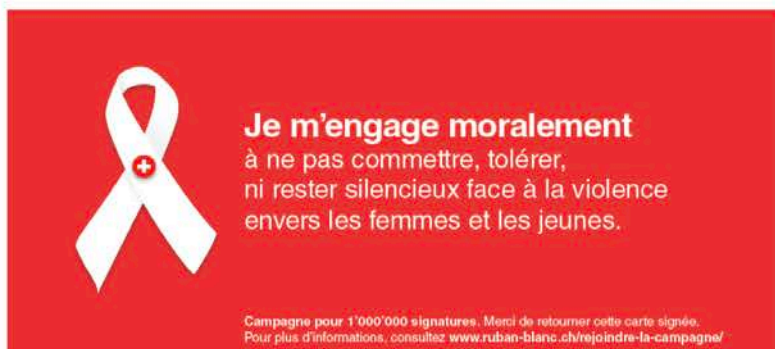 Je m'engage moralement
à ne pas commettre, tolérer,
ni rester silencieux face à la violence
envers les femmes et les jeunes.
Campagne pour 1'000'000 signatures. Merci de retourner cette carte signée.
Pour plus d'informations, consultez www.ruban-blanc.ch/rejoindre-la-campagne/